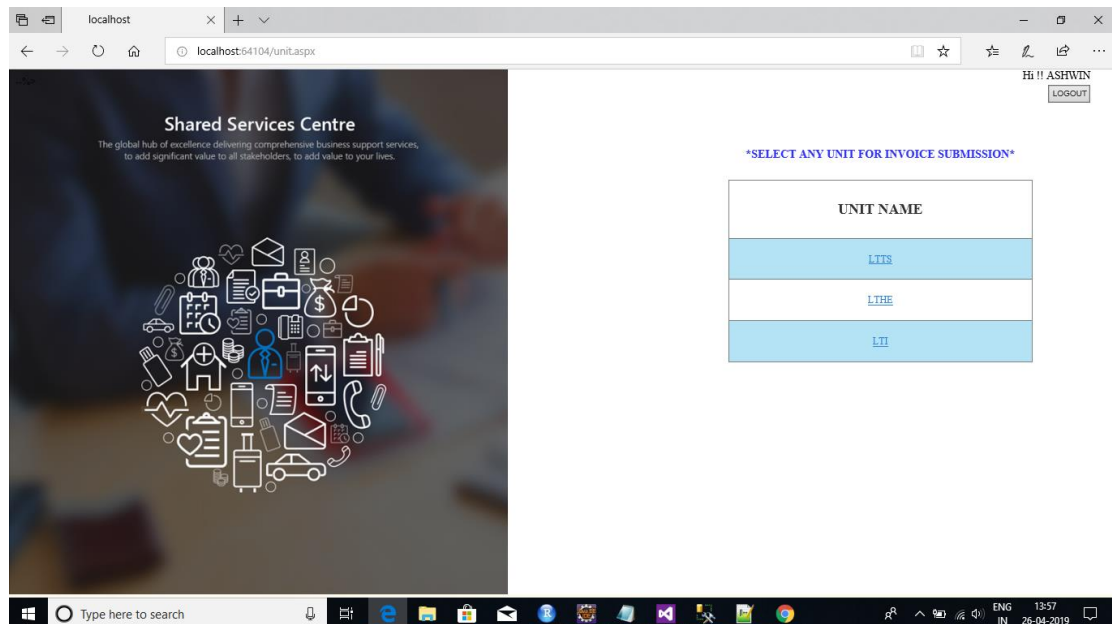 localhost
localhost:64104/unit.aspx
Hi !! ASHWIN
LOGOUT
Shared Services Centre
The global hub of excellence delivering comprehensive business support services,
to add significant value to all stakeholders, to add value to your lives.
*SELECT ANY UNIT FOR INVOICE SUBMISSION*
UNIT NAME
LTTS
LTHE
LTI
Type here to search
ENG
IN
13:57
26-04-2019